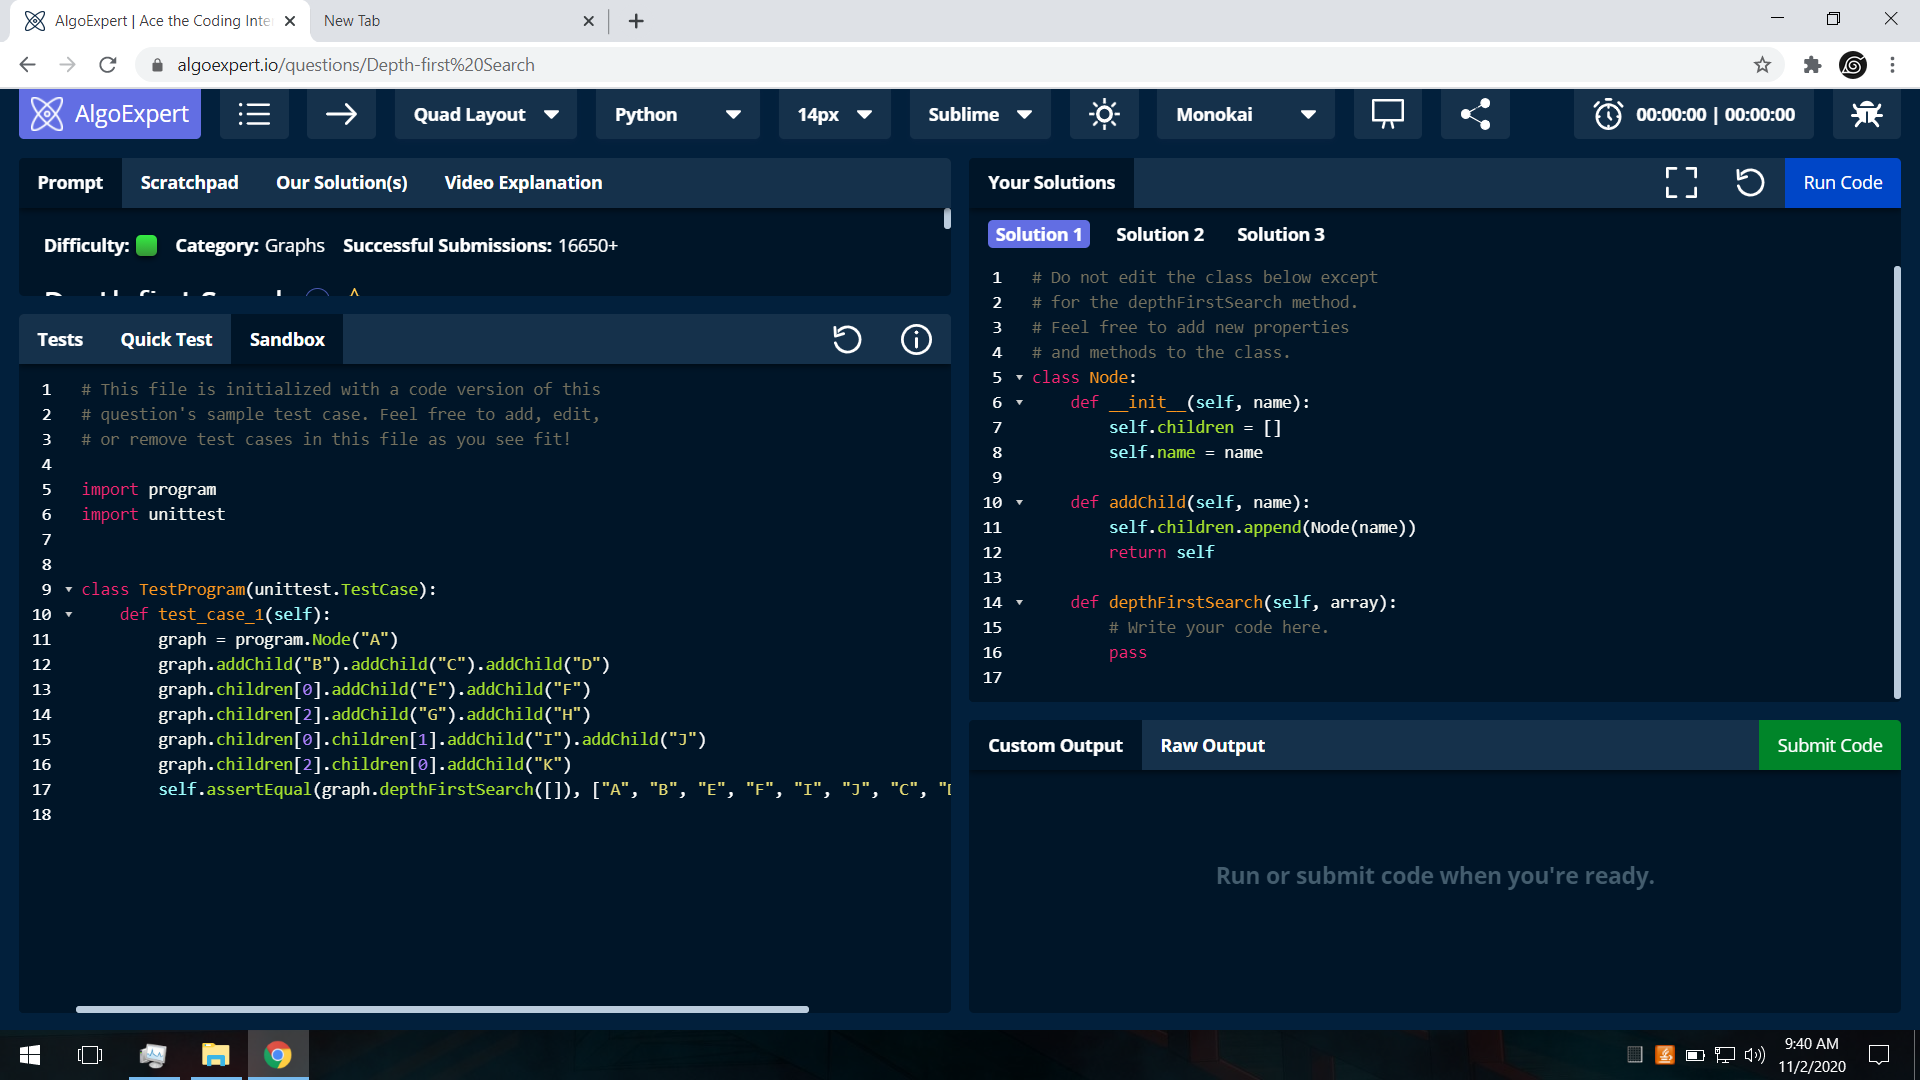 AlgoExpert | Ace the Coding Inte
New Tab
algoexpert.io/questions/Depth-first%20Search
AlgoExpert
Quad Layout
Python
14px
Sublime
Monokai
00:00:00 | 00:00:00
Prompt
Scratchpad
Our Solution(s)
Video Explanation
Difficulty:
Category: Graphs
Successful Submissions: 16650+
Depth-first Search
Tests
Quick Test
Sandbox
1 # This file is initialized with a code version of this
2 # question's sample test case. Feel free to add, edit,
3 # or remove test cases in this file as you see fit!
4
5 import program
6 import unittest
7
8
9 class TestProgram(unittest.TestCase):
10 def test_case_1(self):
11 graph = program.Node("A")
12 graph.addChild("B").addChild("C").addChild("D")
13 graph.children[0].addChild("E").addChild("F")
14 graph.children[2].addChild("G").addChild("H")
15 graph.children[0].children[1].addChild("I").addChild("J")
16 graph.children[2].children[0].addChild("K")
17 self.assertEqual(graph.depthFirstSearch([]), ["A", "B", "E", "F", "I", "J", "C", "D
18
Your Solutions
Run Code
Solution 1
Solution 2
Solution 3
1 # Do not edit the class below except
2 # for the depthFirstSearch method.
3 # Feel free to add new properties
4 # and methods to the class.
5 class Node:
6 def __init__(self, name):
7 self.children = []
8 self.name = name
9
10 def addChild(self, name):
11 self.children.append(Node(name))
12 return self
13
14 def depthFirstSearch(self, array):
15 # Write your code here.
16 pass
17
Custom Output
Raw Output
Submit Code
Run or submit code when you're ready.
9:40 AM
11/2/2020